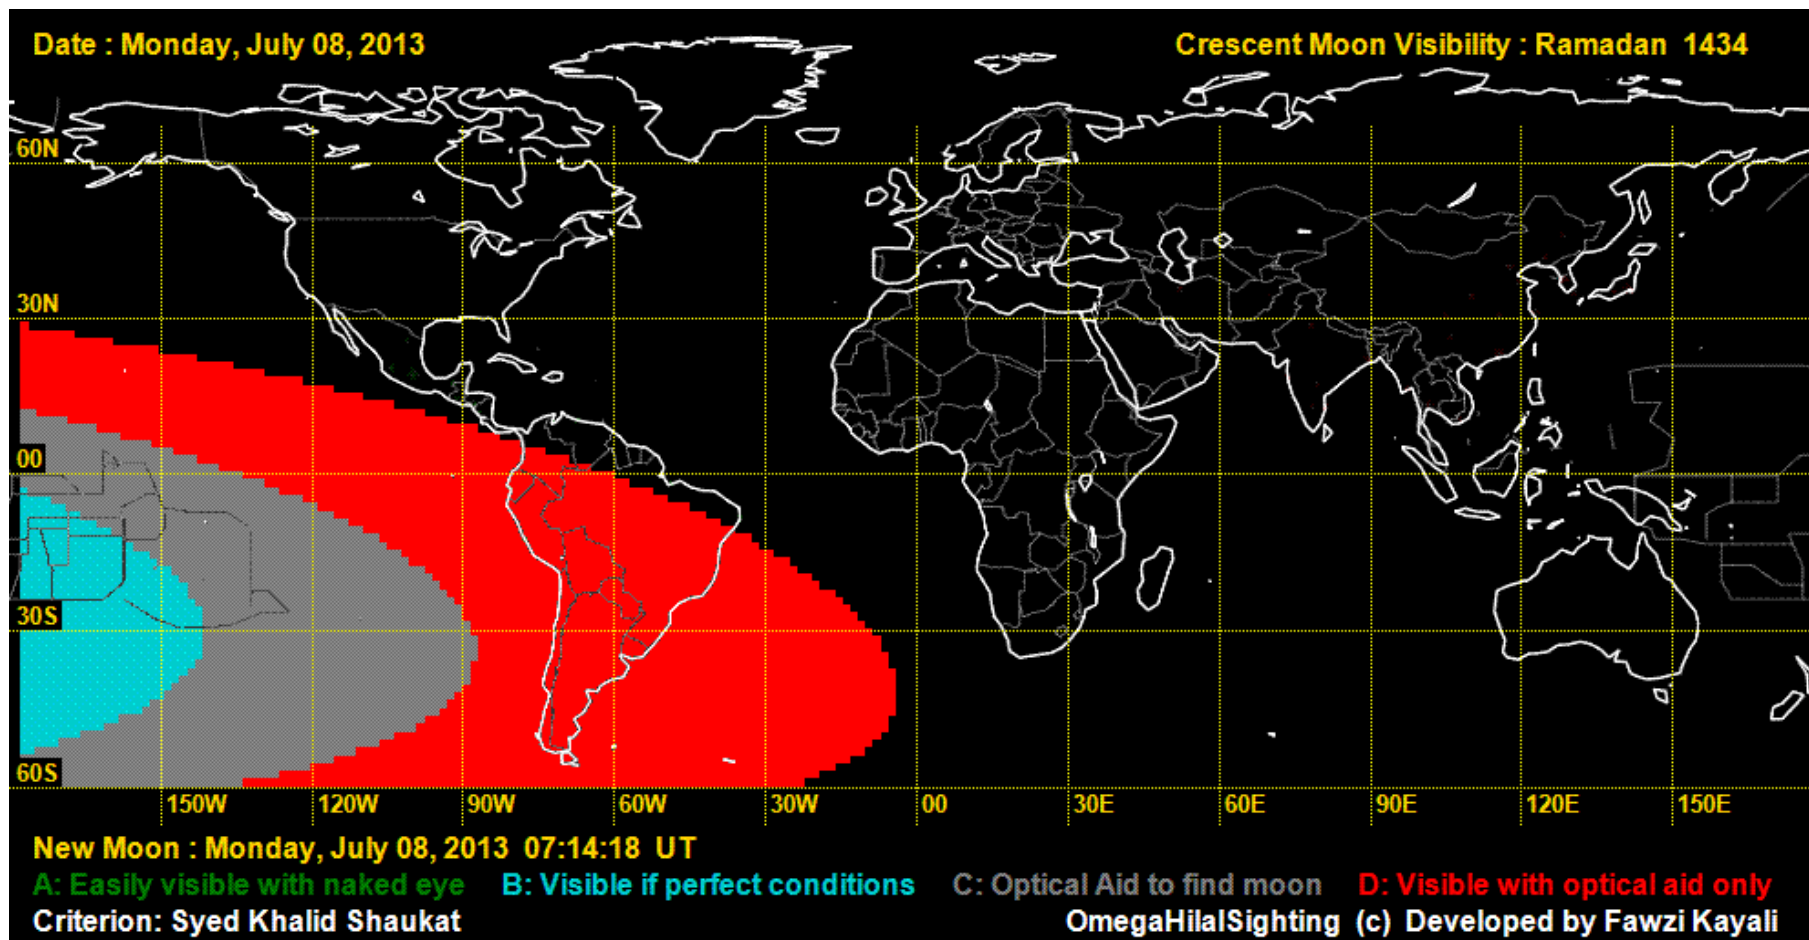 Date : Monday, July 08, 2013
Crescent Moon Visibility : Ramadan 1434
60N
30N
00
30S
60S
150W 120W 90W 60W 30W 00 30E 60E 90E 120E 150E
New Moon : Monday, July 08, 2013 07:14:18 UT
A: Easily visible with naked eye B: Visible if perfect conditions C: Optical Aid to find moon D: Visible with optical aid only
Criterion: Syed Khalid Shaukat OmegaHilalSighting (c) Developed by Fawzi Kayali